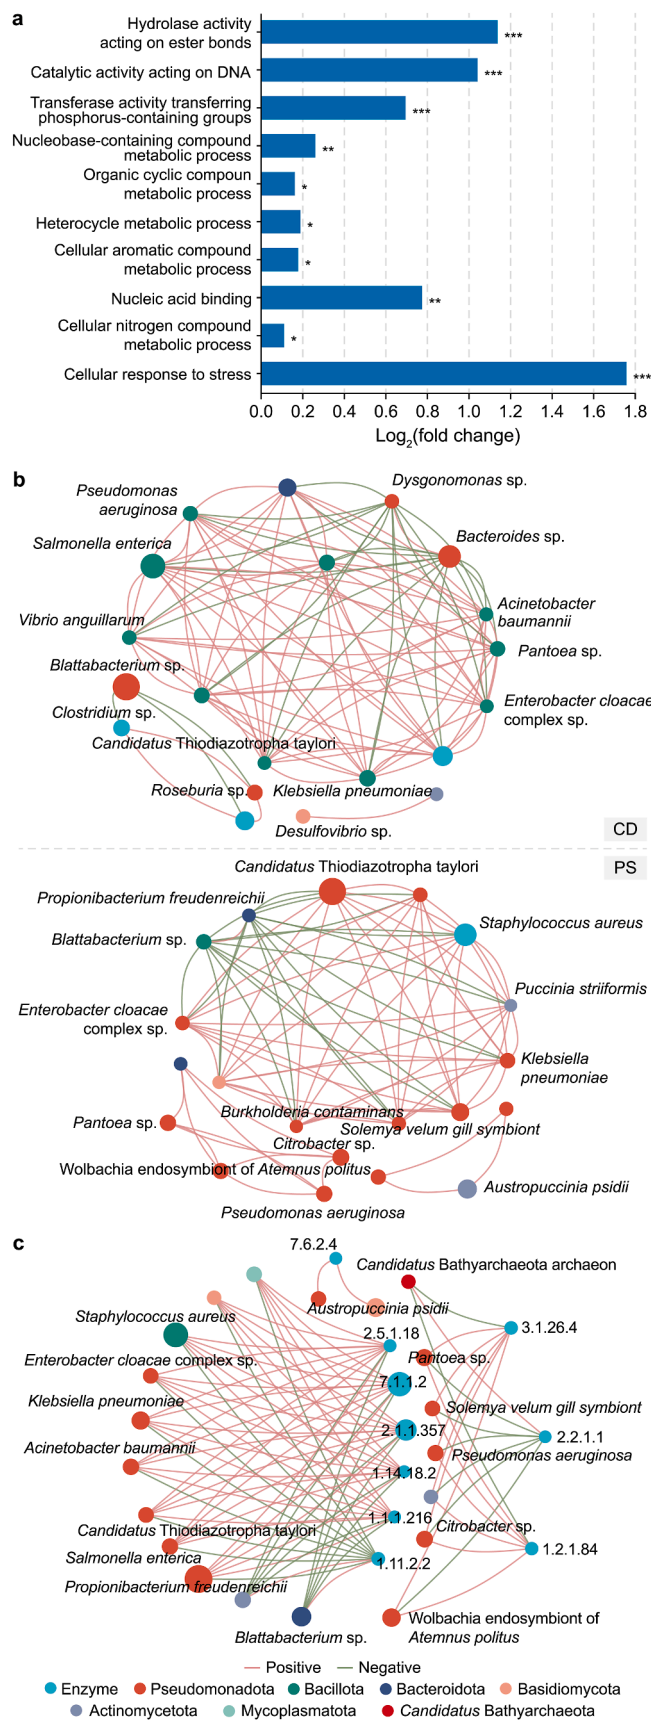 a
Hydrolase activity
acting on ester bonds
***
Catalytic activity acting on DNA
***
Transferase activity transferring
phosphorus-containing groups
***
Nucleobase-containing compound
metabolic process
**
Organic cyclic compoun
metabolic process
*
Heterocycle metabolic process
*
Cellular aromatic compound
metabolic process
*
Nucleic acid binding
**
Cellular nitrogen compound
metabolic process
*
Cellular response to stress
***
0.0 0.2 0.4 0.6 0.8 1.0 1.2 1.4 1.6 1.8
Log2(fold change)
b
Dysgonomonas sp.
Pseudomonas
aeruginosa
Salmonella enterica
Bacteroides sp.
Acinetobacter
baumannii
Vibrio anguillarum
Pantoea sp.
Blattabacterium sp.
Enterobacter cloacae
complex sp.
Clostridium sp.
Candidatus Thiodiazotropha taylori
Roseburia sp.
Klebsiella pneumoniae
Desulfovibrio sp.
CD
PS
Candidatus Thiodiazotropha taylori
Propionibacterium freudenreichii
Staphylococcus aureus
Blattabacterium sp.
Puccinia striiformis
Enterobacter cloacae
complex sp.
Klebsiella
pneumoniae
Burkholderia contaminans
Pantoea sp.
Solemya velum gill symbiont
Citrobacter sp.
Wolbachia endosymbiont of Atemnus politus
Austropuccinia psidii
Pseudomonas aeruginosa
c
7.6.2.4
Candidatus Bathyarchaeota archaeon
Austropuccinia psidii
Staphylococcus aureus
3.1.26.4
2.5.1.18
Enterobacter cloacae complex sp.
Pantoea sp.
7.1.1.2
Klebsiella pneumoniae
Solemya velum gill symbiont
2.1.1.357
2.2.1.1
Acinetobacter baumannii
Pseudomonas aeruginosa
1.14.18.2
1.1.1.216
Citrobacter sp.
Candidatus Thiodiazotropha taylori
1.2.1.84
Salmonella enterica
1.11.2.2
Propionibacterium freudenreichii
Wolbachia endosymbiont of
Atemnus politus
Blattabacterium sp.
Positive Negative
Enzyme Pseudomonadota Bacillota Bacteroidota Basidiomycota
Actinomycetota Mycoplasmatota Candidatus Bathyarchaeota